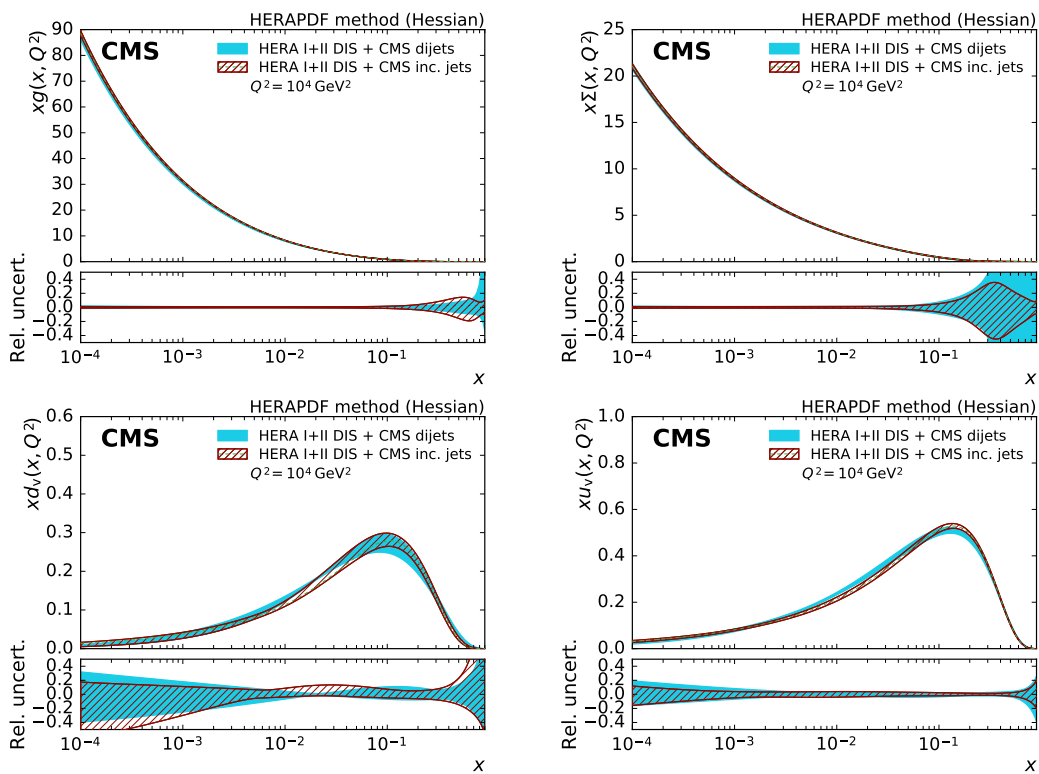 HERAPDF method (Hessian)
CMS
HERA I+II DIS + CMS dijets
HERA I+II DIS + CMS inc. jets
Q² = 10⁴ GeV²
xg(x, Q²)
90
80
70
60
50
40
30
20
10
0
Rel. uncert.
0.4
0.2
0.0
−0.2
−0.4
10⁻⁴ 10⁻³ 10⁻² 10⁻¹
x
HERAPDF method (Hessian)
CMS
HERA I+II DIS + CMS dijets
HERA I+II DIS + CMS inc. jets
Q² = 10⁴ GeV²
xΣ(x, Q²)
25
20
15
10
5
0
Rel. uncert.
0.4
0.2
0.0
−0.2
−0.4
10⁻⁴ 10⁻³ 10⁻² 10⁻¹
x
HERAPDF method (Hessian)
CMS
HERA I+II DIS + CMS dijets
HERA I+II DIS + CMS inc. jets
Q² = 10⁴ GeV²
xdᵥ(x, Q²)
0.6
0.5
0.4
0.3
0.2
0.1
0.0
Rel. uncert.
0.4
0.2
0.0
−0.2
−0.4
10⁻⁴ 10⁻³ 10⁻² 10⁻¹
x
HERAPDF method (Hessian)
CMS
HERA I+II DIS + CMS dijets
HERA I+II DIS + CMS inc. jets
Q² = 10⁴ GeV²
xuᵥ(x, Q²)
1.0
0.8
0.6
0.4
0.2
0.0
Rel. uncert.
0.4
0.2
0.0
−0.2
−0.4
10⁻⁴ 10⁻³ 10⁻² 10⁻¹
x